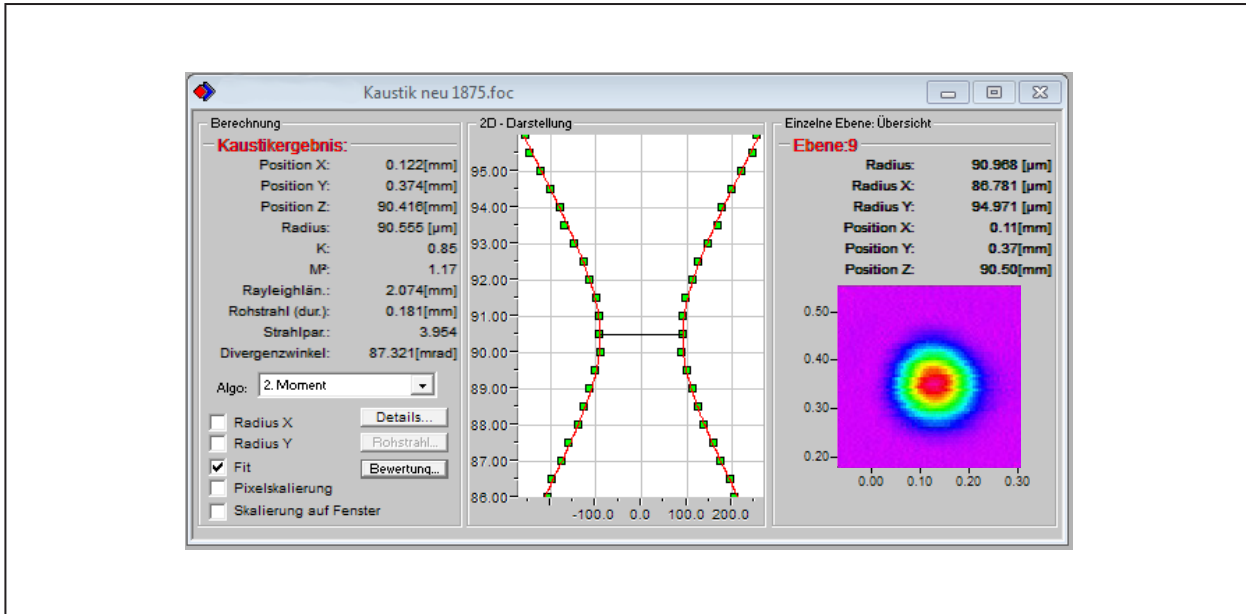 Kaustik neu 1875.foc
Berechnung
Kaustikergebnis:
Position X: 0.122[mm]
Position Y: 0.374[mm]
Position Z: 90.416[mm]
Radius: 90.555 [µm]
K: 0.85
M²: 1.17
Rayleighlän.: 2.074[mm]
Rohstrahl (dur.): 0.181[mm]
Strahlpar.: 3.954
Divergenzwinkel: 87.321[mrad]
Algo: 2. Moment
Radius X
Details...
Radius Y
Rohstrahl...
Fit
Bewertung...
Pixelskalierung
Skalierung auf Fenster
2D - Darstellung
95.00
94.00
93.00
92.00
91.00
90.00
89.00
88.00
87.00
86.00
-100.0 0.0 100.0 200.0
Einzelne Ebene: Übersicht
Ebene:9
Radius: 90.968 [µm]
Radius X: 86.781 [µm]
Radius Y: 94.971 [µm]
Position X: 0.11[mm]
Position Y: 0.37[mm]
Position Z: 90.50[mm]
0.50
0.40
0.30
0.20
0.00 0.10 0.20 0.30